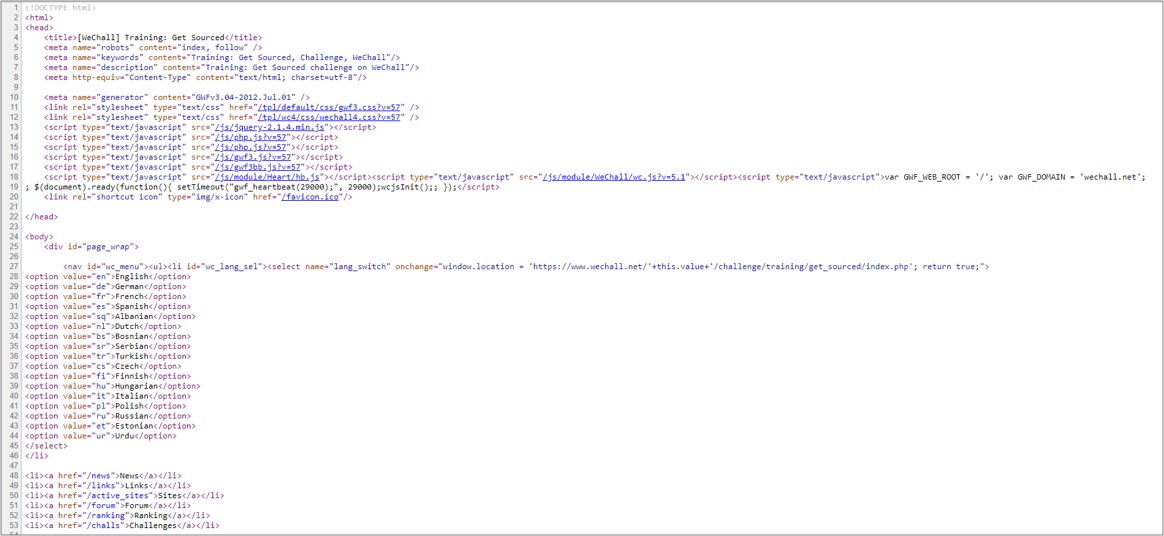 1 <!DOCTYPE html>
2 <html>
3 <head>
4 <title>[WeChall] Training: Get Sourced</title>
5 <meta name="robots" content="index, follow" />
6 <meta name="keywords" content="Training: Get Sourced, Challenge, WeChall"/>
7 <meta name="description" content="Training: Get Sourced challenge on WeChall"/>
8 <meta http-equiv="Content-Type" content="text/html; charset=utf-8"/>
9
10 <meta name="generator" content="GWFv3.04-2012.Jul.01" />
11 <link rel="stylesheet" type="text/css" href="/tpl/default/css/gwf3.css?v=57" />
12 <link rel="stylesheet" type="text/css" href="/tpl/wc4/css/wechall4.css?v=57" />
13 <script type="text/javascript" src="/js/jquery-2.1.4.min.js"></script>
14 <script type="text/javascript" src="/js/php.js?v=57"></script>
15 <script type="text/javascript" src="/js/php.js?v=57"></script>
16 <script type="text/javascript" src="/js/gwf3.js?v=57"></script>
17 <script type="text/javascript" src="/js/gwf3bb.js?v=57"></script>
18 <script type="text/javascript" src="/js/module/Heart/hb.js"></script><script type="text/javascript" src="/js/module/WeChall/wc.js?v=5.1"></script><script type="text/javascript">var GWF_WEB_ROOT = '/'; var GWF_DOMAIN = 'wechall.net';
19 ; $(document).ready(function(){ setTimeout("gwf_heartbeat(29000);", 29000);wcjsInit();; });</script>
20 <link rel="shortcut icon" type="img/x-icon" href="/favicon.ico"/>
21
22 </head>
23
24 <body>
25 <div id="page_wrap">
26
27 <nav id="wc_menu"><ul><li id="wc_lang_sel"><select name="lang_switch" onchange="window.location = 'https://www.wechall.net/'+this.value+'/challenge/training/get_sourced/index.php'; return true;">
28 <option value="en">English</option>
29 <option value="de">German</option>
30 <option value="fr">French</option>
31 <option value="es">Spanish</option>
32 <option value="sq">Albanian</option>
33 <option value="nl">Dutch</option>
34 <option value="bs">Bosnian</option>
35 <option value="sr">Serbian</option>
36 <option value="tr">Turkish</option>
37 <option value="cs">Czech</option>
38 <option value="fi">Finnish</option>
39 <option value="hu">Hungarian</option>
40 <option value="it">Italian</option>
41 <option value="pl">Polish</option>
42 <option value="ru">Russian</option>
43 <option value="et">Estonian</option>
44 <option value="ur">Urdu</option>
45 </select>
46 </li>
47
48 <li><a href="/news">News</a></li>
49 <li><a href="/links">Links</a></li>
50 <li><a href="/active_sites">Sites</a></li>
51 <li><a href="/forum">Forum</a></li>
52 <li><a href="/ranking">Ranking</a></li>
53 <li><a href="/challs">Challenges</a></li>